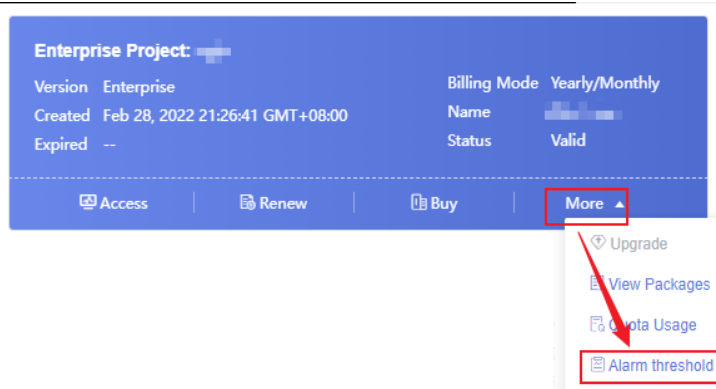 Enterprise Project:
Version Enterprise Billing Mode Yearly/Monthly
Created Feb 28, 2022 21:26:41 GMT+08:00 Name
Expired -- Status Valid
Access Renew Buy More
Upgrade
View Packages
Quota Usage
Alarm threshold